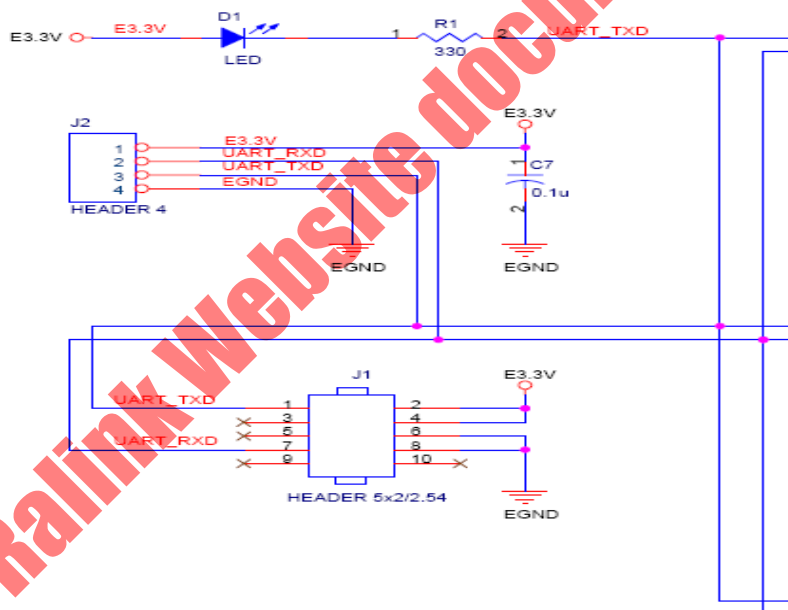 D1
E3.3V
E3.3V
LED
1
R1
2
330
UART_TXD
J2
1
2
3
4
HEADER 4
E3.3V
UART_RXD
UART_TXD
EGND
EGND
E3.3V
1
C7
0.1u
2
EGND
J1
UART_TXD
UART_RXD
1
3
5
7
9
2
4
6
8
10
HEADER 5x2/2.54
E3.3V
EGND
Ralink Website